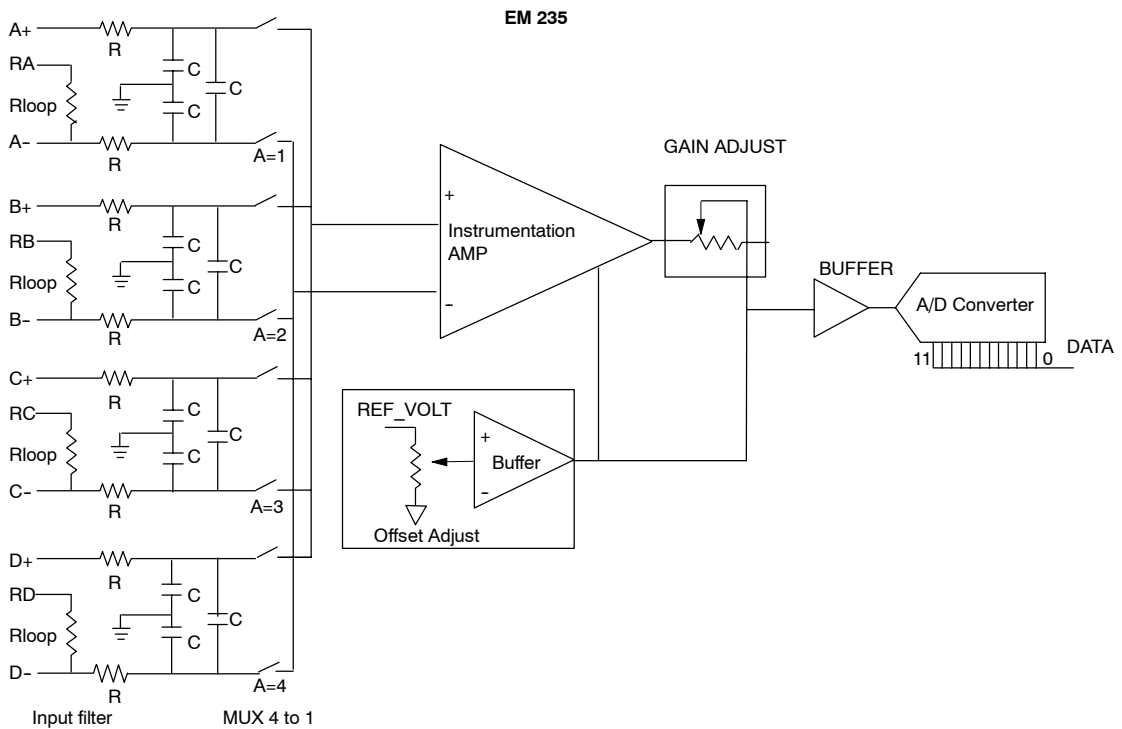 EM 235
A+
R
RA
C
C
Rloop
C
A−
R
A=1
B+
R
RB
C
C
Rloop
C
B−
R
A=2
C+
R
RC
C
C
Rloop
C
C−
R
A=3
D+
R
RD
C
C
Rloop
C
D−
R
A=4
Input filter
MUX 4 to 1
+
Instrumentation
AMP
−
GAIN ADJUST
BUFFER
A/D Converter
11
0
DATA
REF_VOLT
+
Buffer
−
Offset Adjust